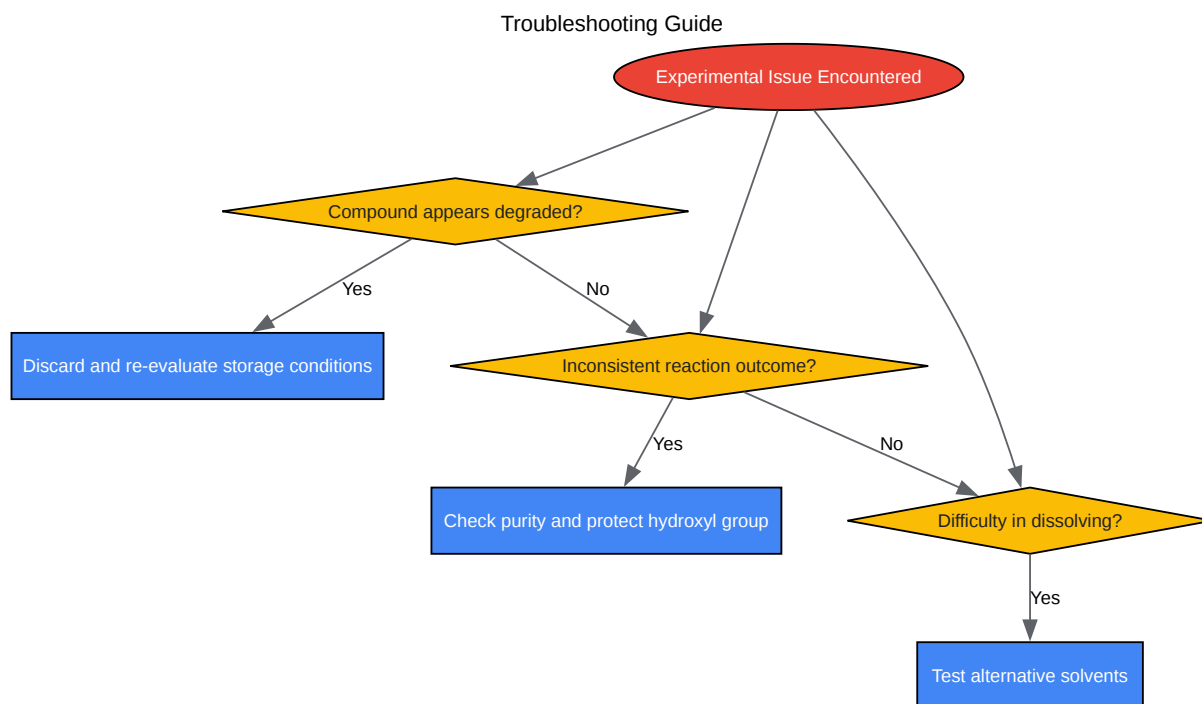 Troubleshooting Guide
Experimental Issue Encountered
Compound appears degraded?
Yes
No
Discard and re-evaluate storage conditions
Inconsistent reaction outcome?
Yes
No
Check purity and protect hydroxyl group
Difficulty in dissolving?
Yes
Test alternative solvents